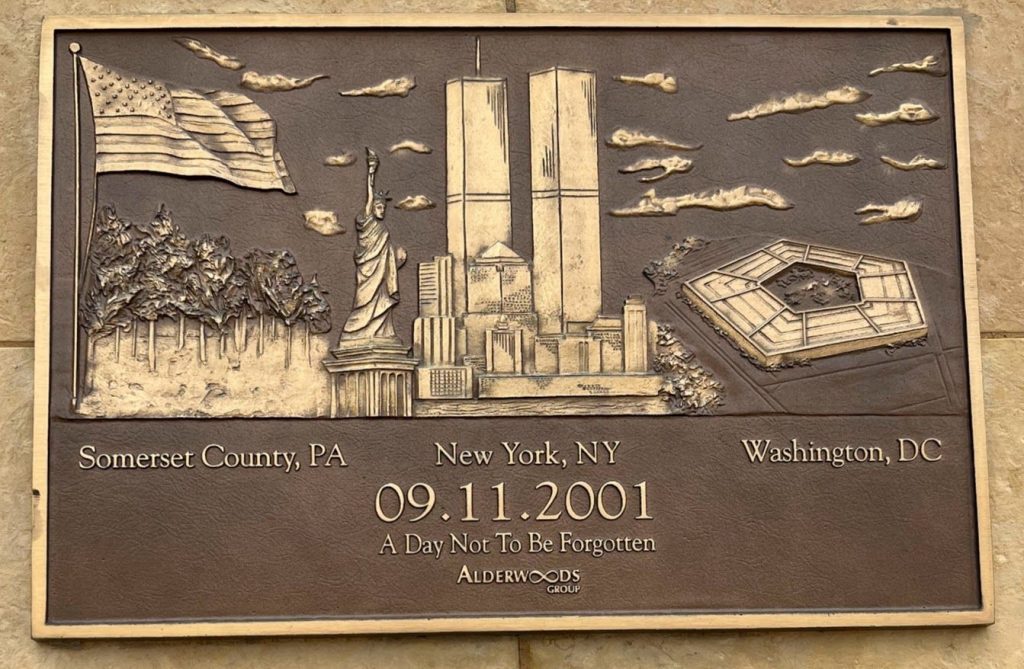 Somerset County, PA
New York, NY
Washington, DC
09.11.2001
A Day Not To Be Forgotten
ALDERWOODS
GROUP